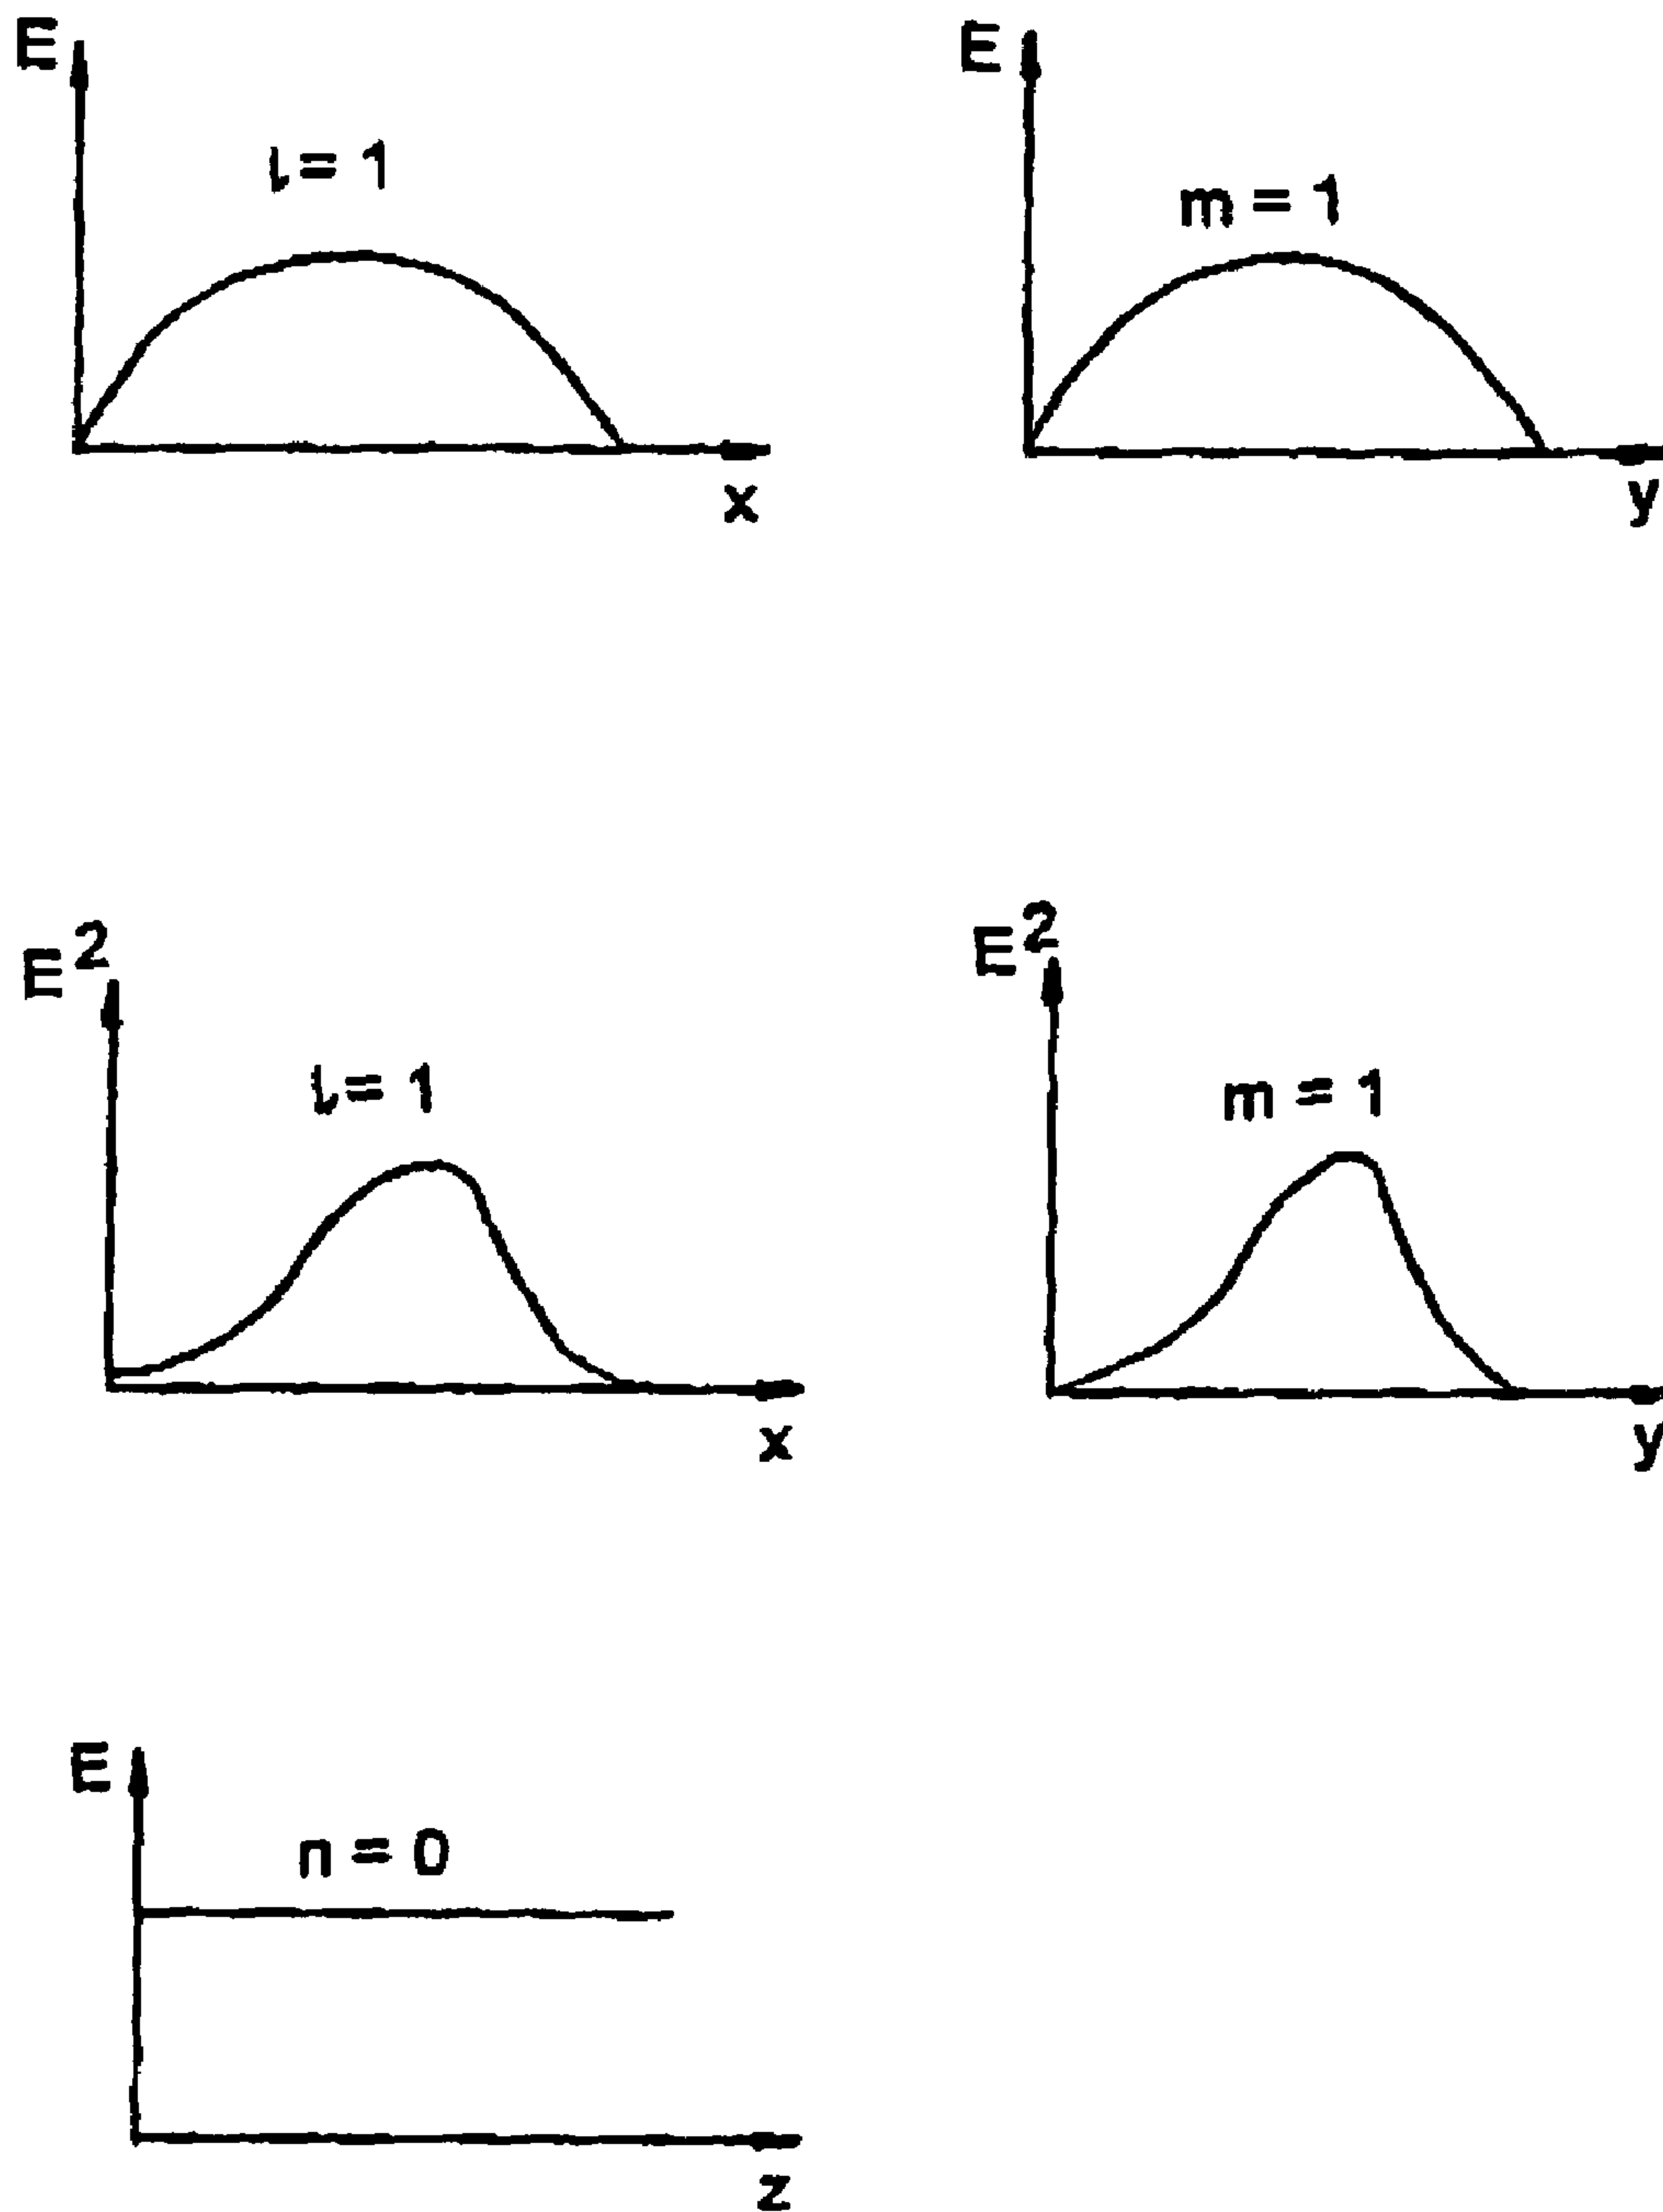 E
l = 1
x
E
m = 1
y
E²
l = 1
x
E²
m = 1
y
E
n = 0
z